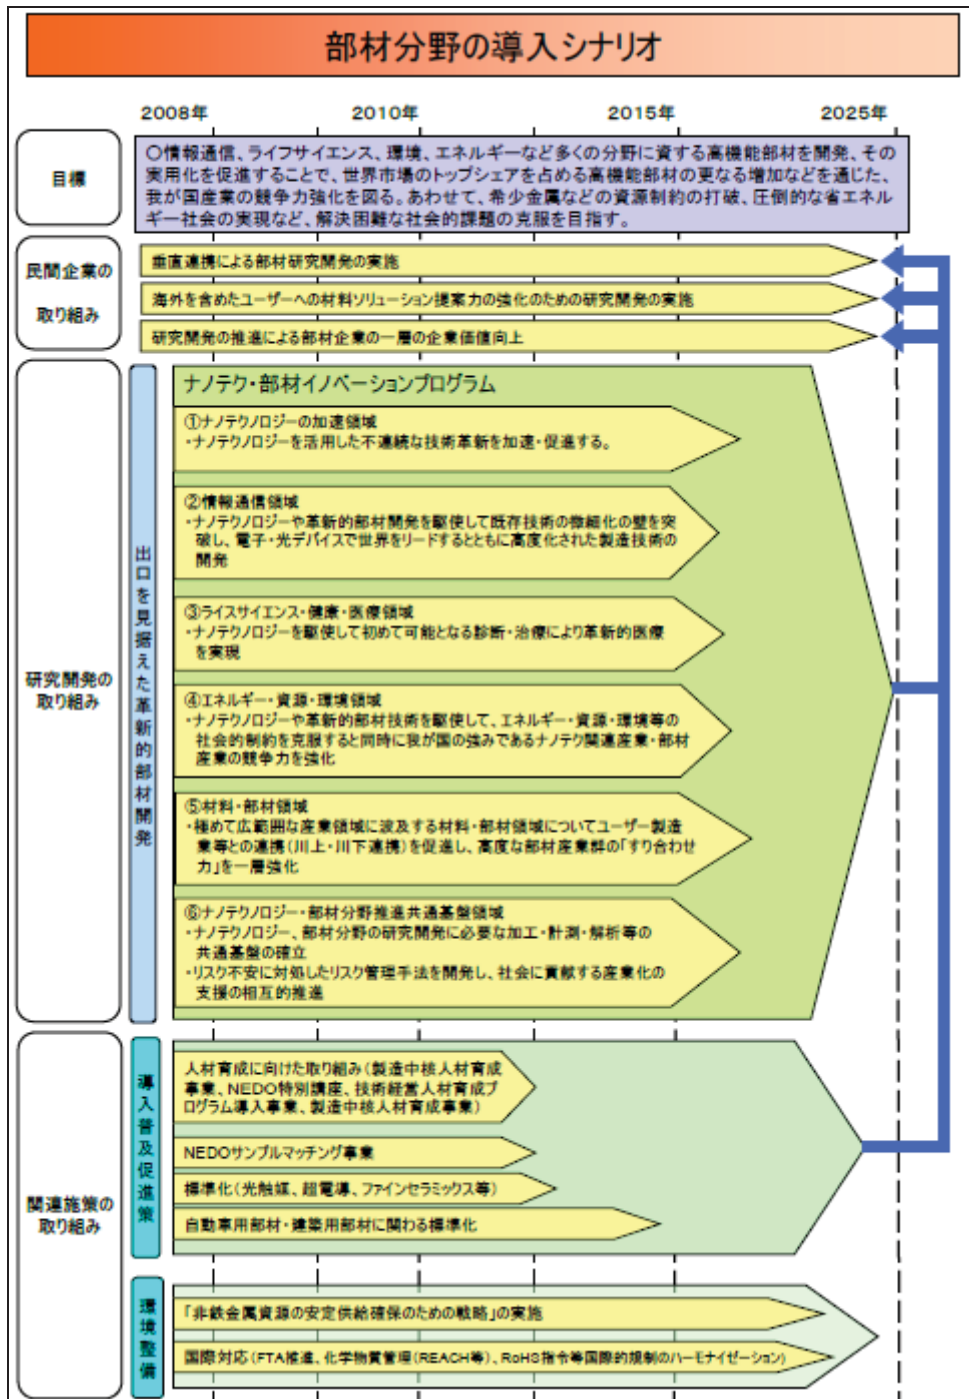 部材分野の導入シナリオ
2008年
2010年
2015年
2025年
目標
〇情報通信、ライフサイエンス、環境、エネルギーなど多くの分野に資する高機能部材を開発、その
実用化を促進することで、世界市場のトップシェアを占める高機能部材の更なる増加などを通じた、
我が国産業の競争力強化を図る。あわせて、希少金属などの資源制約の打破、圧倒的な省エネル
ギー社会の実現など、解決困難な社会的課題の克服を目指す。
民間企業の
取り組み
垂直連携による部材研究開発の実施
海外を含めたユーザーへの材料ソリューション提案力の強化のための研究開発の実施
研究開発の推進による部材企業の一層の企業価値向上
研究開発の
取り組み
出口を見据えた革新的部材開発
ナノテク・部材イノベーションプログラム
①ナノテクノロジーの加速領域
・ナノテクノロジーを活用した不連続な技術革新を加速・促進する。
②情報通信領域
・ナノテクノロジーや革新的部材開発を駆使して既存技術の微細化の壁を突
破し、電子・光デバイスで世界をリードするとともに高度化された製造技術の
開発
③ライスサイエンス・健康・医療領域
・ナノテクノロジーを駆使して初めて可能となる診断・治療により革新的医療
を実現
④エネルギー・資源・環境領域
・ナノテクノロジーや革新的部材技術を駆使して、エネルギー・資源・環境等の
社会的制約を克服すると同時に我が国の強みであるナノテク関連産業・部材
産業の競争力を強化
⑤材料・部材領域
・極めて広範囲な産業領域に波及する材料・部材領域についてユーザー製造
業等との連携(川上・川下連携)を促進し、高度な部材産業群の「すり合わせ
力」を一層強化
⑥ナノテクノロジー・部材分野推進共通基盤領域
・ナノテクノロジー、部材分野の研究開発に必要な加工・計測・解析等の
共通基盤の確立
・リスク不安に対処したリスク管理手法を開発し、社会に貢献する産業化の
支援の相互的推進
関連施策の
取り組み
導入普及促進策
人材育成に向けた取り組み(製造中核人材育成
事業、NEDO特別講座、技術経営人材育成プ
ログラム導入事業、製造中核人材育成事業)
NEDOサンプルマッチング事業
標準化(光触媒、超電導、ファインセラミックス等)
自動車用部材・建築用部材に関わる標準化
環境整備
「非鉄金属資源の安定供給確保のための戦略」の実施
国際対応(FTA推進、化学物質管理(REACH等)、RoHS指令等国際的規制のハーモナイゼーション)